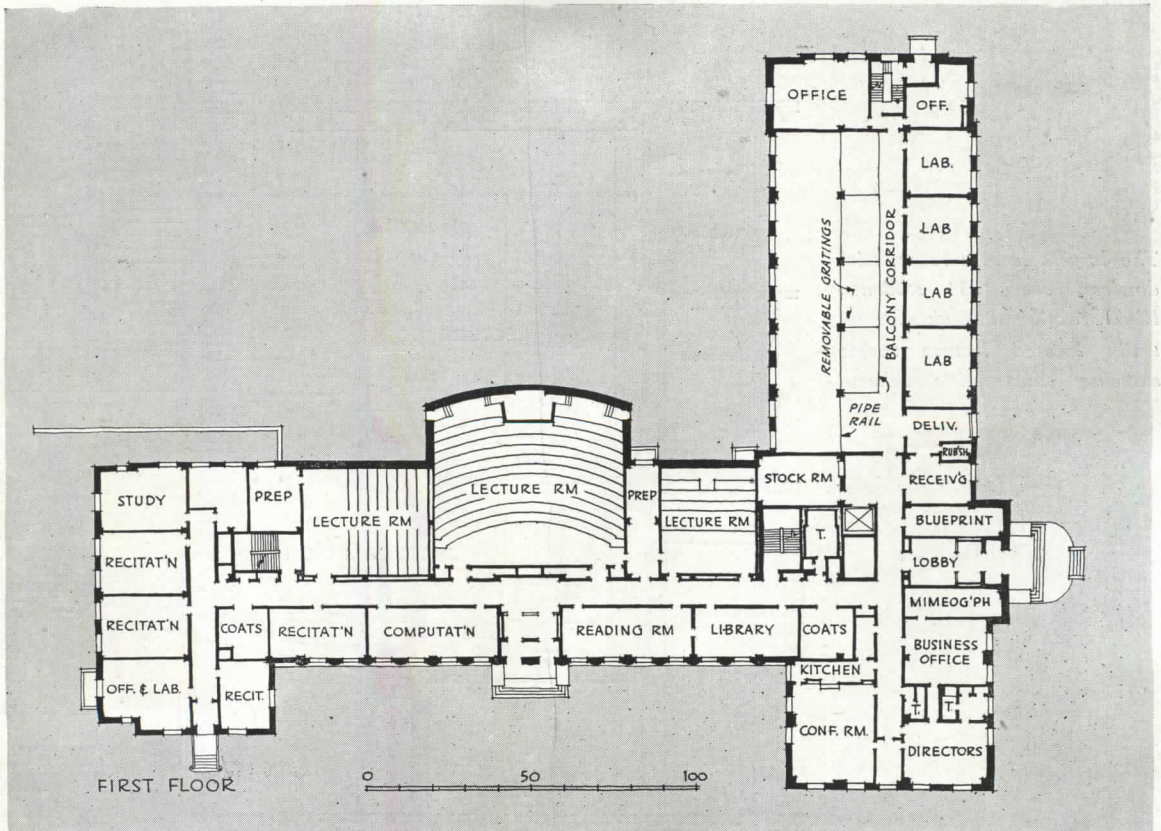 OFFICE
OFF.
LAB.
LAB
LAB
LAB
REMOVABLE GRATINGS
BALCONY CORRIDOR
PIPE
RAIL
DELIV.
RUB'SH
STOCK RM
RECEIV'G
STUDY
PREP
LECTURE RM
LECTURE RM
PREP
LECTURE RM
T.
BLUEPRINT
LOBBY
RECITAT'N
MIMEOG'PH
RECITAT'N
COATS
RECITAT'N
COMPUTAT'N
READING RM
LIBRARY
COATS
BUSINESS
OFFICE
KITCHEN
OFF. & LAB.
RECIT.
T.
T.
CONF. RM.
DIRECTORS
FIRST FLOOR
0 50 100